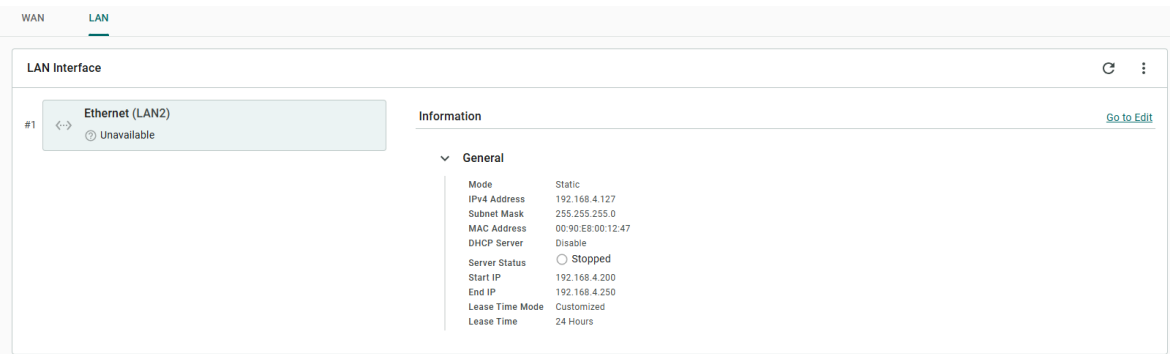 WAN LAN
LAN Interface
#1
Ethernet (LAN2)
Unavailable
Information Go to Edit
General
Mode Static
IPv4 Address 192.168.4.127
Subnet Mask 255.255.255.0
MAC Address 00:90:E8:00:12:47
DHCP Server Disable
Server Status Stopped
Start IP 192.168.4.200
End IP 192.168.4.250
Lease Time Mode Customized
Lease Time 24 Hours